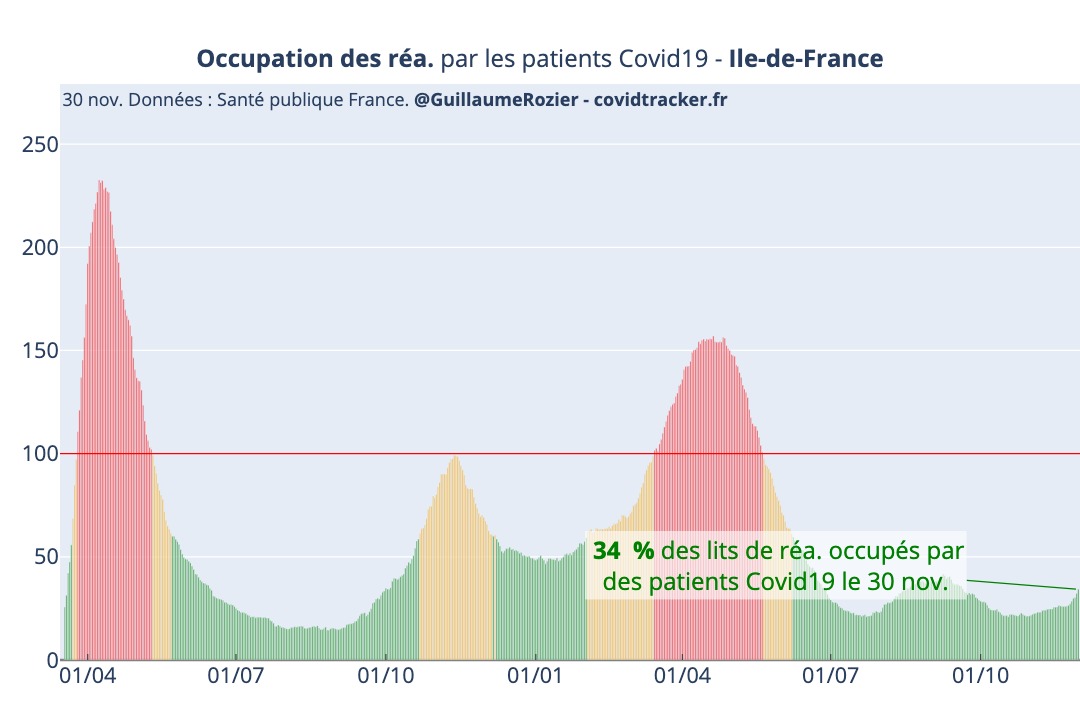 Occupation des réa. par les patients Covid19 - Ile-de-France
30 nov. Données : Santé publique France. @GuillaumeRozier - covidtracker.fr
250
200
150
100
50
0
34 % des lits de réa. occupés par
des patients Covid19 le 30 nov.
01/04 01/07 01/10 01/01 01/04 01/07 01/10